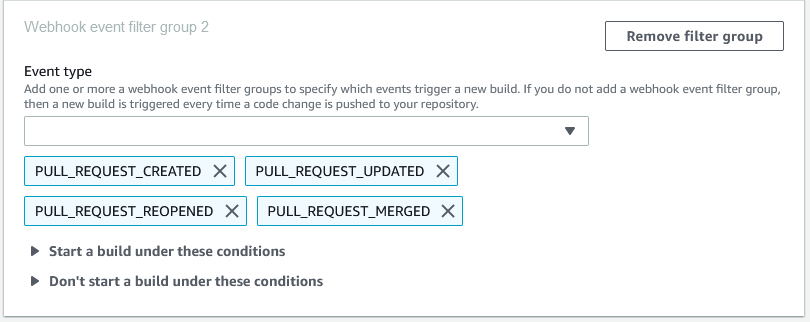 Webhook event filter group 2
Remove filter group
Event type
Add one or more a webhook event filter groups to specify which events trigger a new build. If you do not add a webhook event filter group,
then a new build is triggered every time a code change is pushed to your repository.
PULL_REQUEST_CREATED
PULL_REQUEST_UPDATED
PULL_REQUEST_REOPENED
PULL_REQUEST_MERGED
Start a build under these conditions
Don't start a build under these conditions